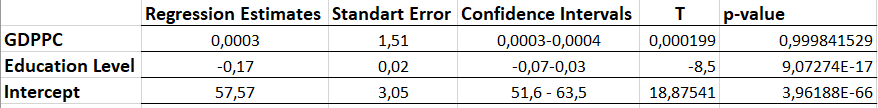 Regression Estimates Standart Error Confidence Intervals T p-value
GDPPC 0,0003 1,51 0,0003-0,0004 0,000199 0,999841529
Education Level -0,17 0,02 -0,07-0,03 -8,5 9,07274E-17
Intercept 57,57 3,05 51,6 - 63,5 18,87541 3,96188E-66